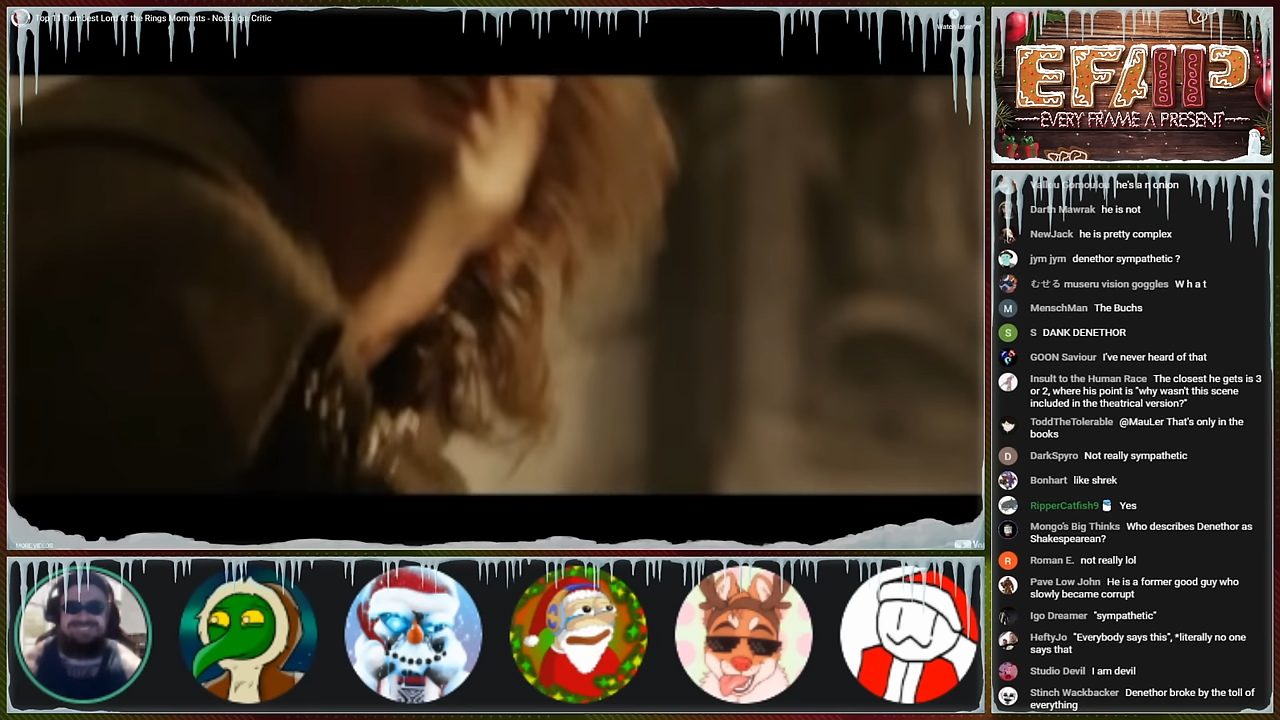 Top 11 Dumbest Lord of the Rings Moments - Nostalgia Critic
Watch later
MORE VIDEOS
EFAP
EVERY FRAME A PRESENT
he's a n onion
Darth Mawrak he is not
NewJack he is pretty complex
jym jym denethor sympathetic ?
むせる museru vision goggles W h a t
M
MenschMan The Buchs
S
S DANK DENETHOR
GOON Saviour I've never heard of that
Insult to the Human Race The closest he gets is 3
or 2, where his point is "why wasn't this scene
included in the theatrical version?"
ToddTheTolerable @MauLer That's only in the
books
D
DarkSpyro Not really sympathetic
Bonhart like shrek
RipperCatfish9 Yes
Mongo's Big Thinks Who describes Denethor as
Shakespearean?
R
Roman E. not really lol
Pave Low John He is a former good guy who
slowly became corrupt
Igo Dreamer "sympathetic"
HeftyJo "Everybody says this", *literally no one
says that
Studio Devil I am devil
Stinch Wackbacker Denethor broke by the toll of
everything